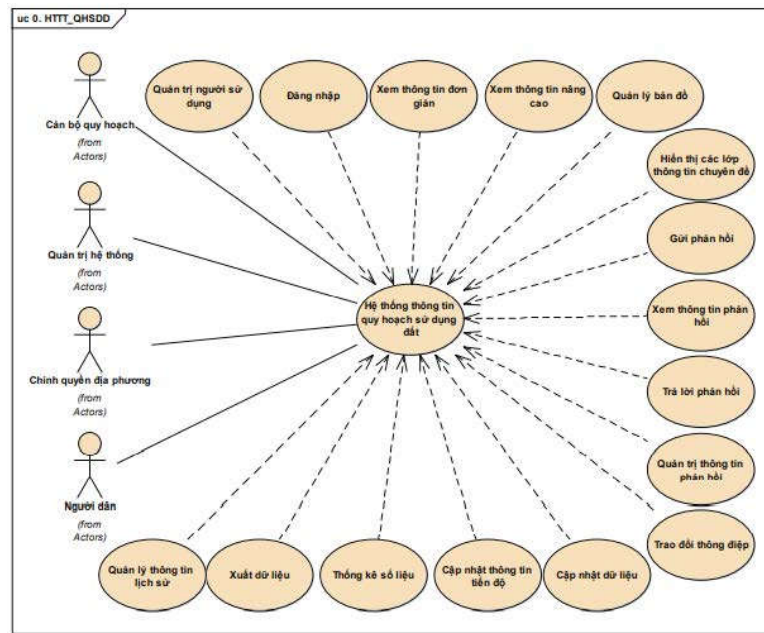 uc 0. HTTT_QHSDD
Cán bộ quy hoạch
(from
Actors)
Quản trị hệ thống
(from
Actors)
Chính quyền địa phương
(from
Actors)
Người dân
(from
Actors)
Quản trị người sử
dụng
Đăng nhập
Xem thông tin đơn
giản
Xem thông tin nâng
cao
Quản lý bản đồ
Hiển thị các lớp
thông tin chuyên đề
Gửi phản hồi
Hệ thống thông tin
quy hoạch sử dụng
đất
Xem thông tin phản
hồi
Trả lời phản hồi
Quản trị thông tin
phản hồi
Trao đổi thông điệp
Quản lý thông tin
lịch sử
Xuất dữ liệu
Thống kê số liệu
Cập nhật thông tin
tiến độ
Cập nhật dữ liệu